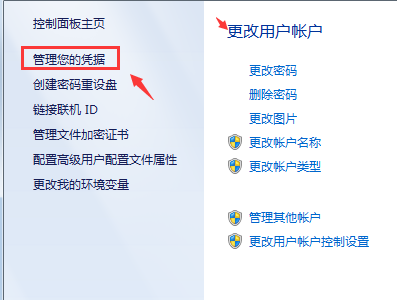 控制面板主页
管理您的凭据
创建密码重设盘
链接联机 ID
管理文件加密证书
配置高级用户配置文件属性
更改我的环境变量
更改用户帐户
更改密码
删除密码
更改图片
更改帐户名称
更改帐户类型
管理其他帐户
更改用户帐户控制设置